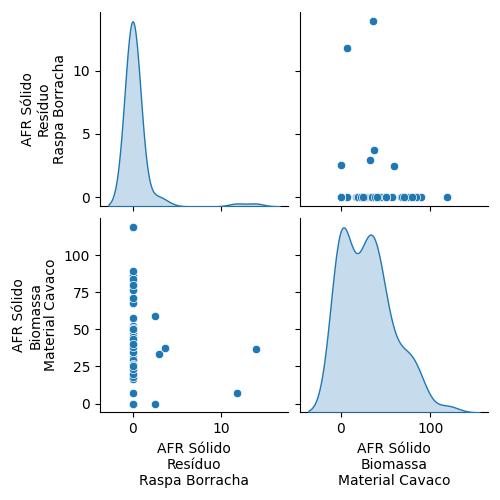 AFR Sólido
Resíduo
Raspa Borracha
10
5
0
AFR Sólido
Biomassa
Material Cavaco
100
75
50
25
0
0
10
0
100
AFR Sólido
Resíduo
Raspa Borracha
AFR Sólido
Biomassa
Material Cavaco